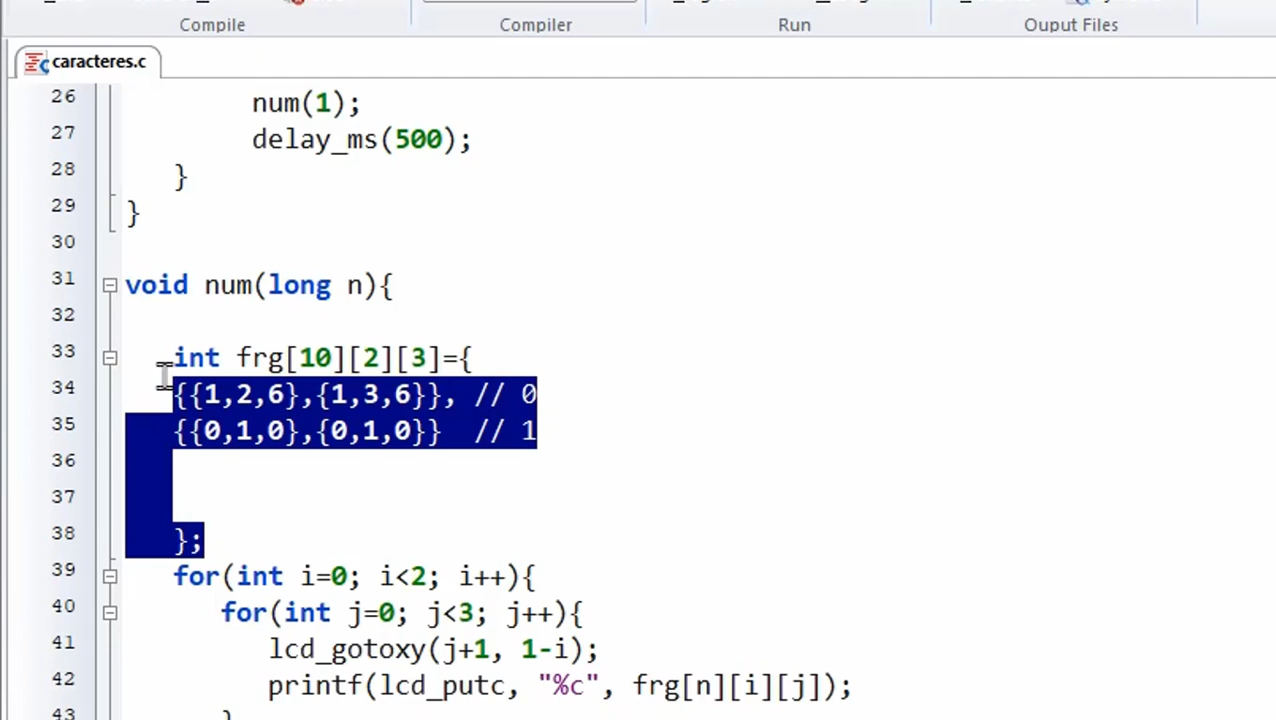 Compile Compiler Run Ouput Files
caracteres.c
26 num(1);
27 delay_ms(500);
28 }
29 }
30
31 void num(long n){
32
33 int frg[10][2][3]={
34 {{1,2,6},{1,3,6}}, // 0
35 {{0,1,0},{0,1,0}} // 1
36
37
38 };
39 for(int i=0; i<2; i++){
40 for(int j=0; j<3; j++){
41 lcd_gotoxy(j+1, 1-i);
42 printf(lcd_putc, "%c", frg[n][i][j]);
43 }